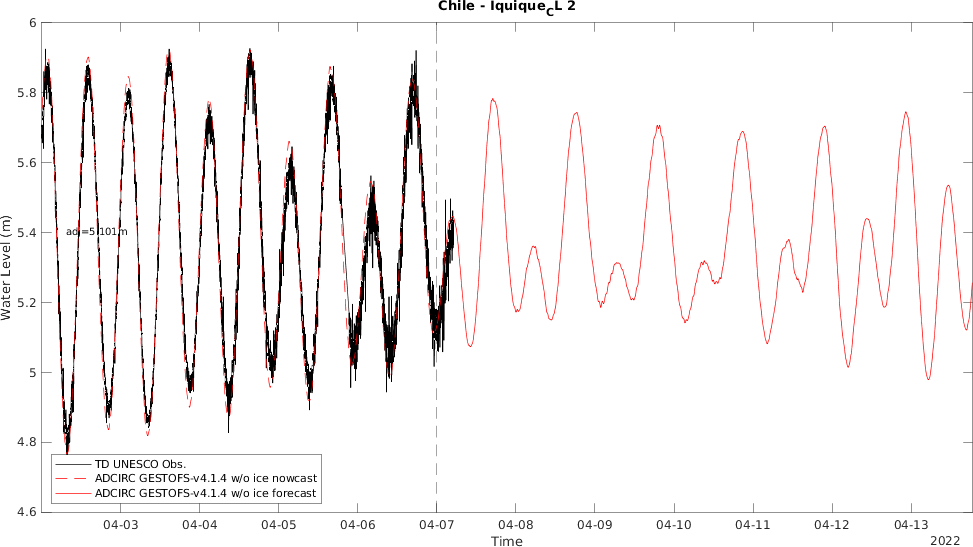 Chile - Iquique_CL 2
6
5.8
5.6
5.4
5.2
5
4.8
4.6
Water Level (m)
adj=5.101m
TD UNESCO Obs.
ADCIRC GESTOFS-v4.1.4 w/o ice nowcast
ADCIRC GESTOFS-v4.1.4 w/o ice forecast
04-03 04-04 04-05 04-06 04-07 04-08 04-09 04-10 04-11 04-12 04-13
Time
2022